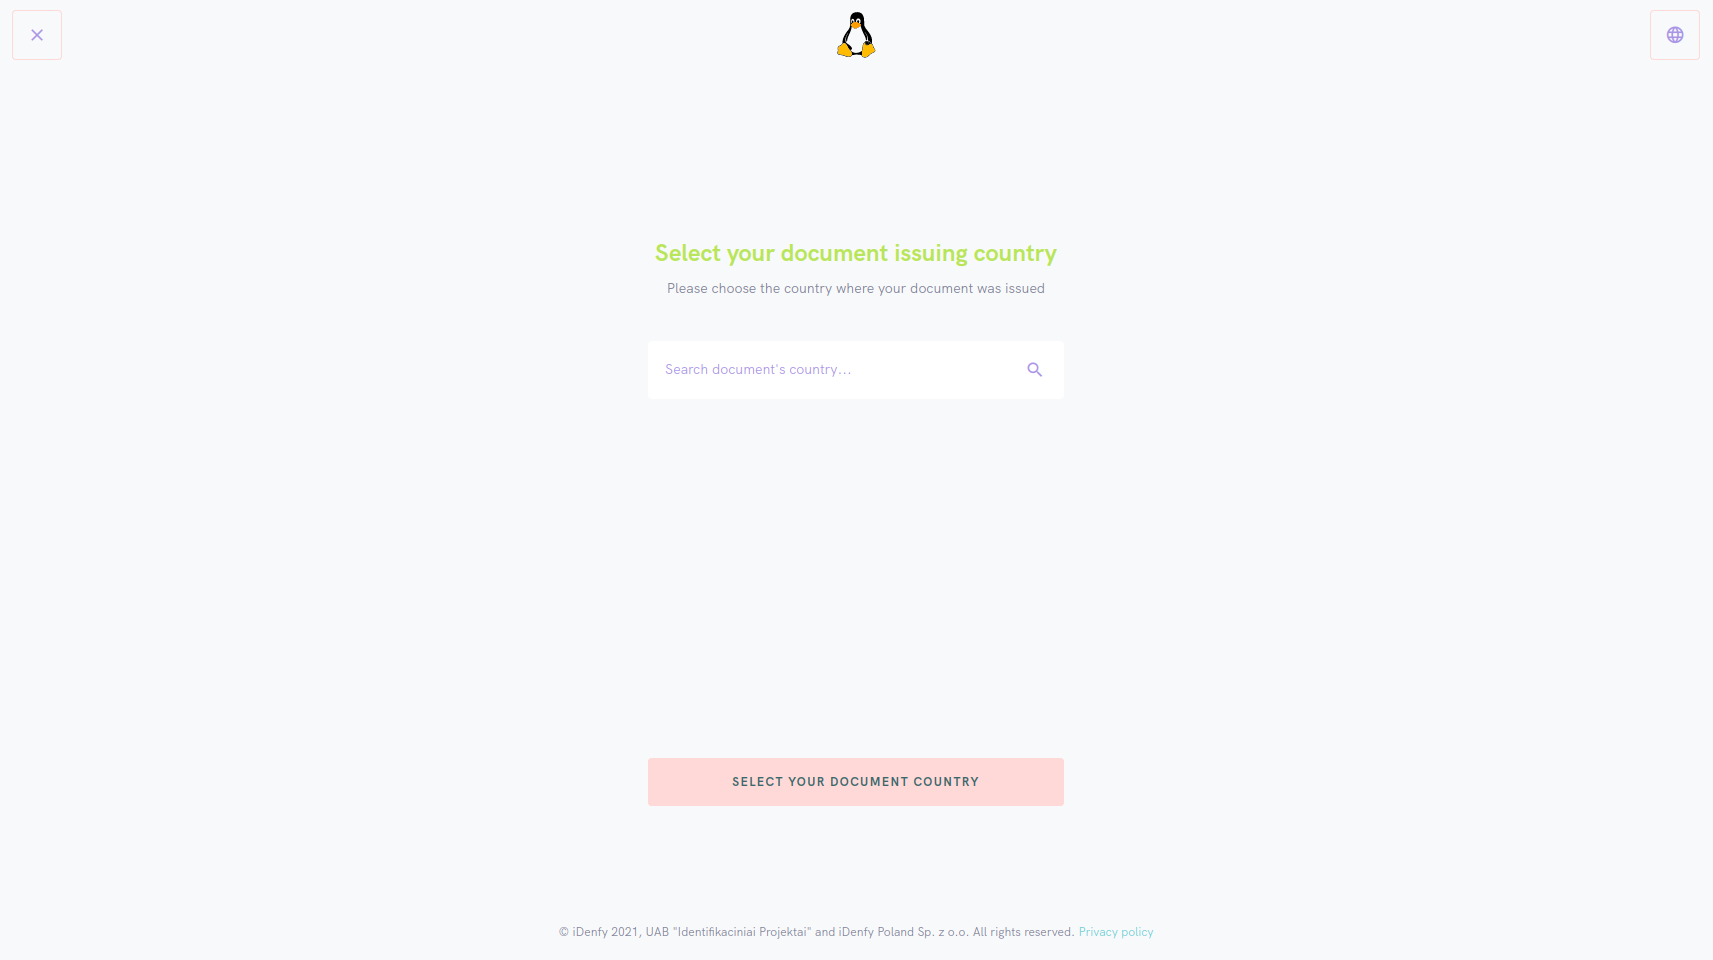 Select your document issuing country
Please choose the country where your document was issued
Search document's country...
SELECT YOUR DOCUMENT COUNTRY
© iDenfy 2021, UAB "Identifikaciniai Projektai" and iDenfy Poland Sp. z o.o. All rights reserved. Privacy policy